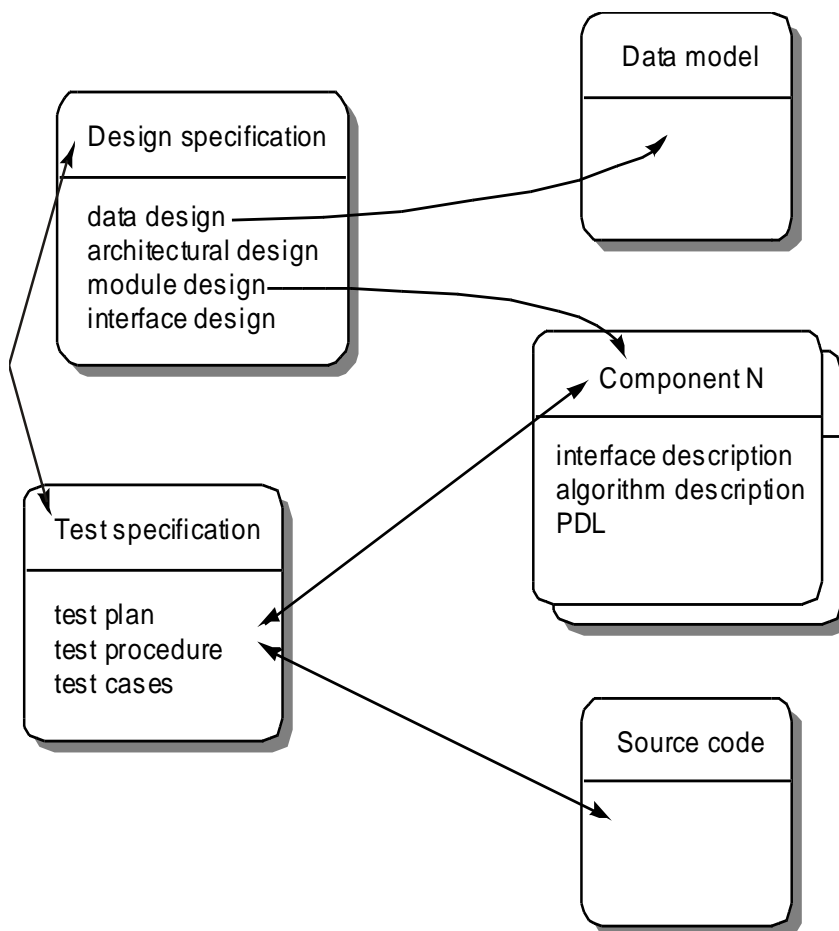 Data model
Design specification
data design
architectural design
module design
interface design
Component N
interface description
algorithm description
PDL
Test specification
test plan
test procedure
test cases
Source code